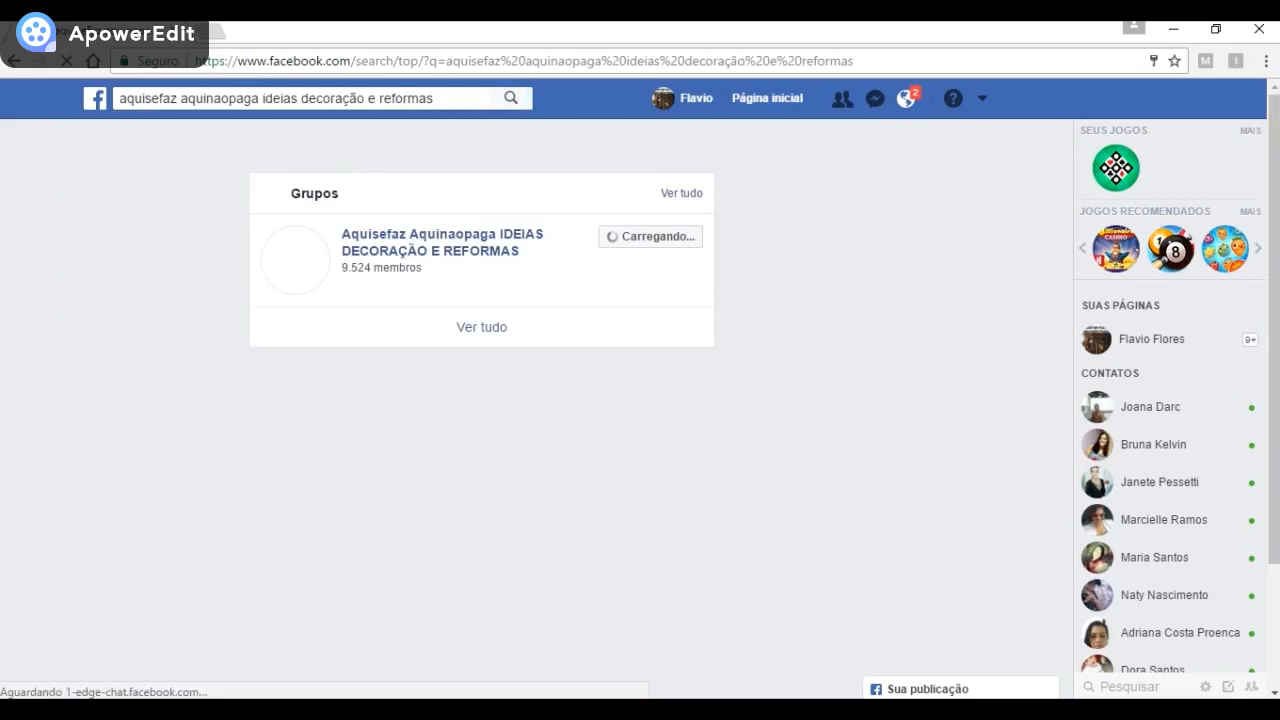 ApowerEdit
Seguro
https://www.facebook.com/search/top/?q=aquisefaz%20aquinaopaga%20ideias%20decoração%20e%20reformas
M
I
aquisefaz aquinaopaga ideias decoração e reformas
Flavio
Página inicial
2
?
SEUS JOGOS
MAIS
JOGOS RECOMENDADOS
MAIS
CASINO
8
Grupos
Ver tudo
Aquisefaz Aquinaopaga IDEIAS
DECORAÇÃO E REFORMAS
9.524 membros
Carregando...
Ver tudo
SUAS PÁGINAS
Flavio Flores
9+
CONTATOS
Joana Darc
Bruna Kelvin
Janete Pessetti
Marcielle Ramos
Maria Santos
Naty Nascimento
Adriana Costa Proenca
Dora Santos
Pesquisar
Sua publicação
Aguardando 1-edge-chat.facebook.com...